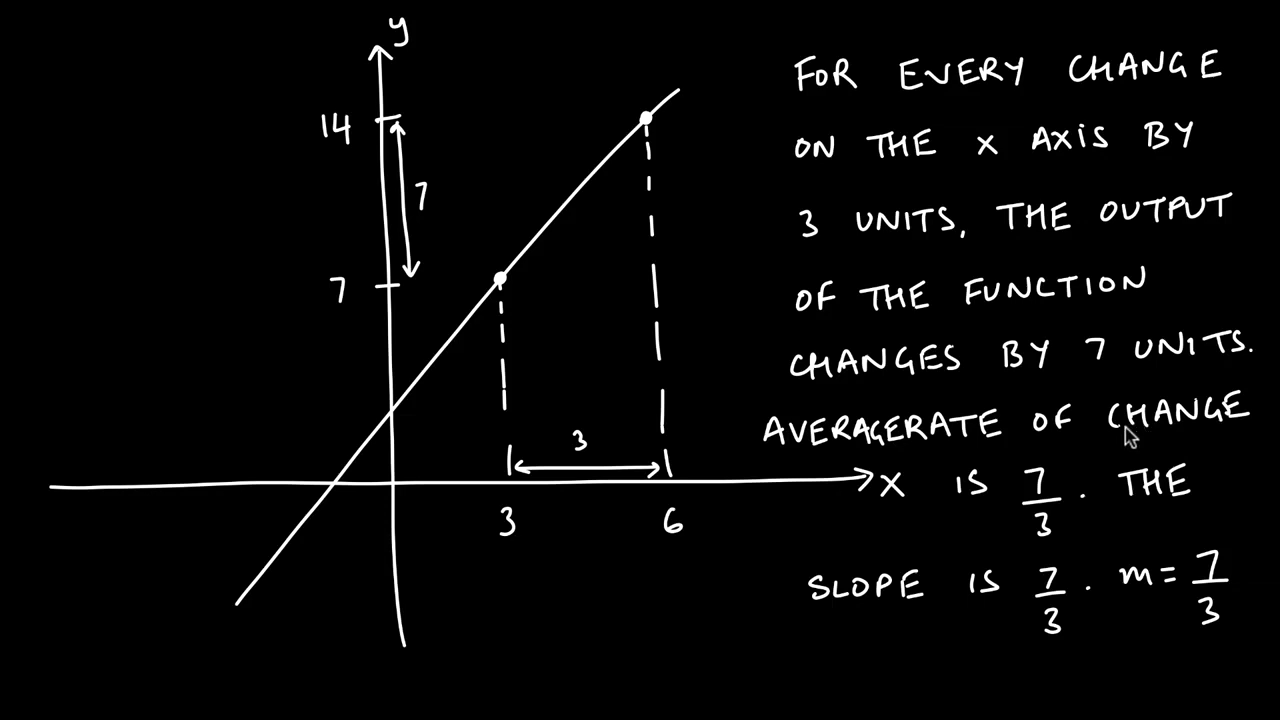 y
14
7
7
3
3
6
x
FOR EVERY CHANGE
ON THE X AXIS BY
3 UNITS, THE OUTPUT
OF THE FUNCTION
CHANGES BY 7 UNITS.
AVERAGERATE OF CHANGE
IS 7/3. THE
SLOPE IS 7/3. m = 7/3